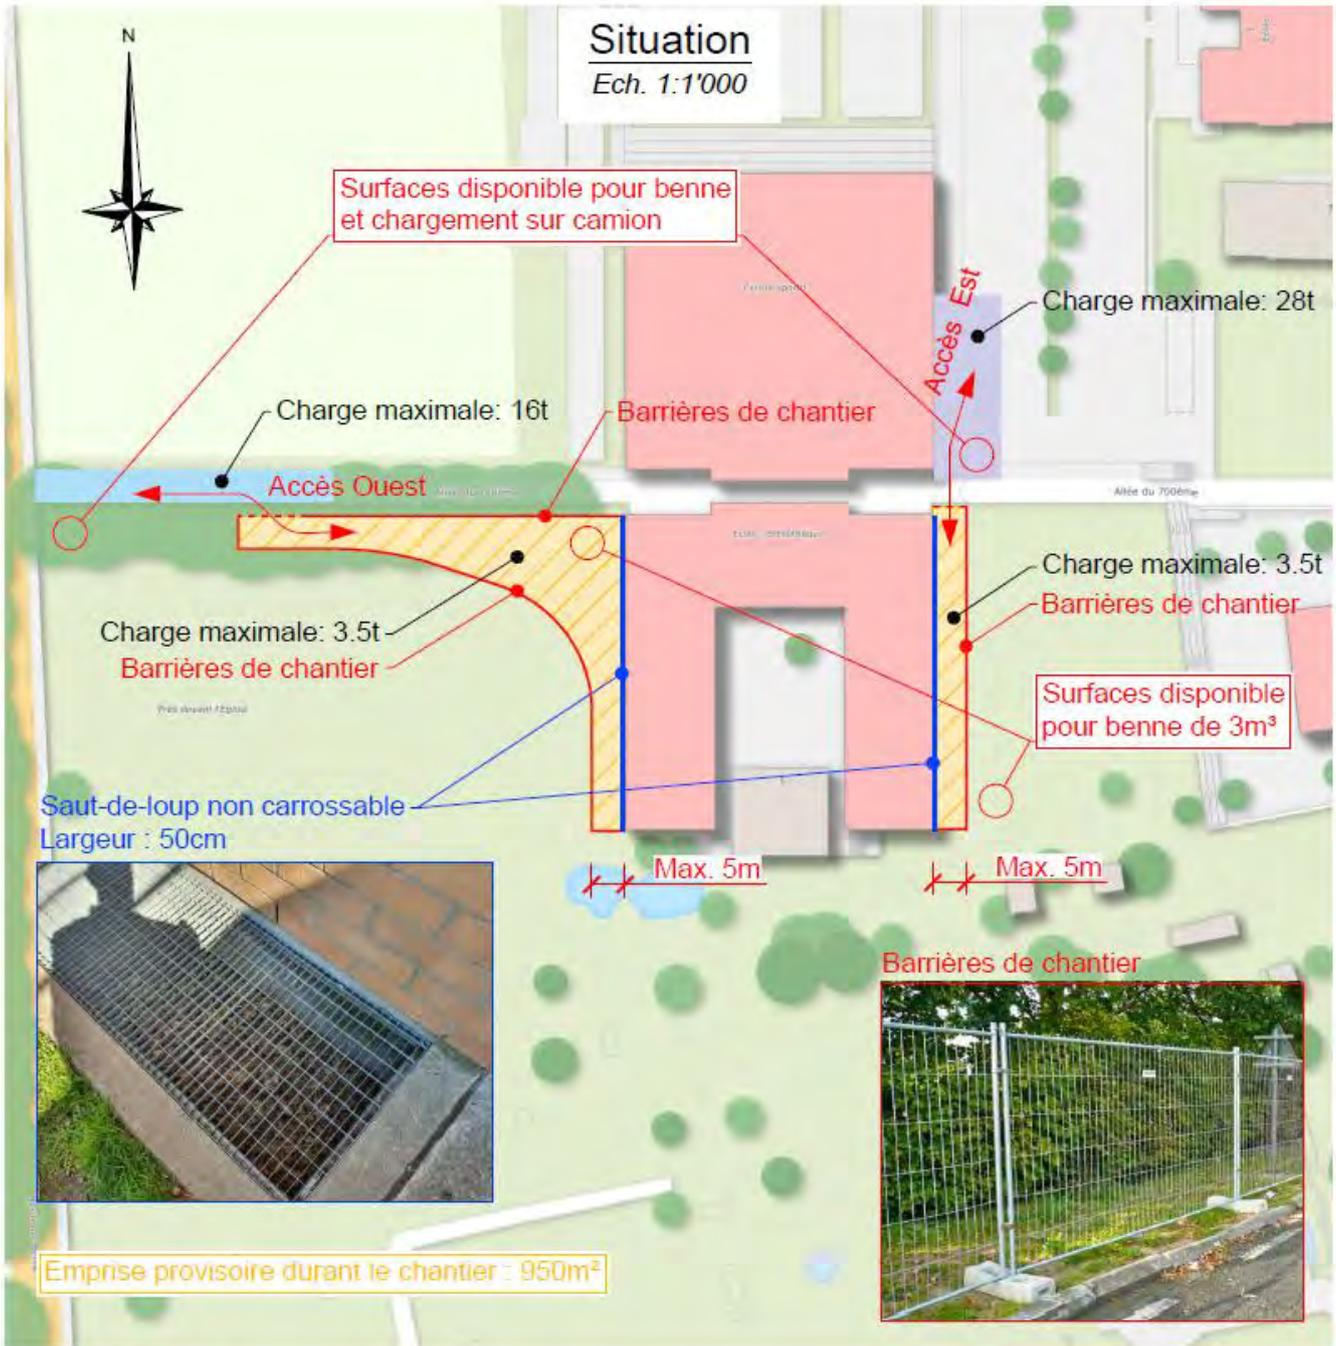 N
Situation
Ech. 1:1'000
Surfaces disponible pour benne
et chargement sur camion
Accès Est
Charge maximale: 28t
Charge maximale: 16t
Barrières de chantier
Accès Ouest
Allée du 700ème
Charge maximale: 3.5t
Barrières de chantier
Charge maximale: 3.5t
Barrières de chantier
Surfaces disponible
pour benne de 3m³
Prés devant l'Eglise
Saut-de-loup non carrossable
Largeur : 50cm
Max. 5m
Max. 5m
Barrières de chantier
Emprise provisoire durant le chantier : 950m²